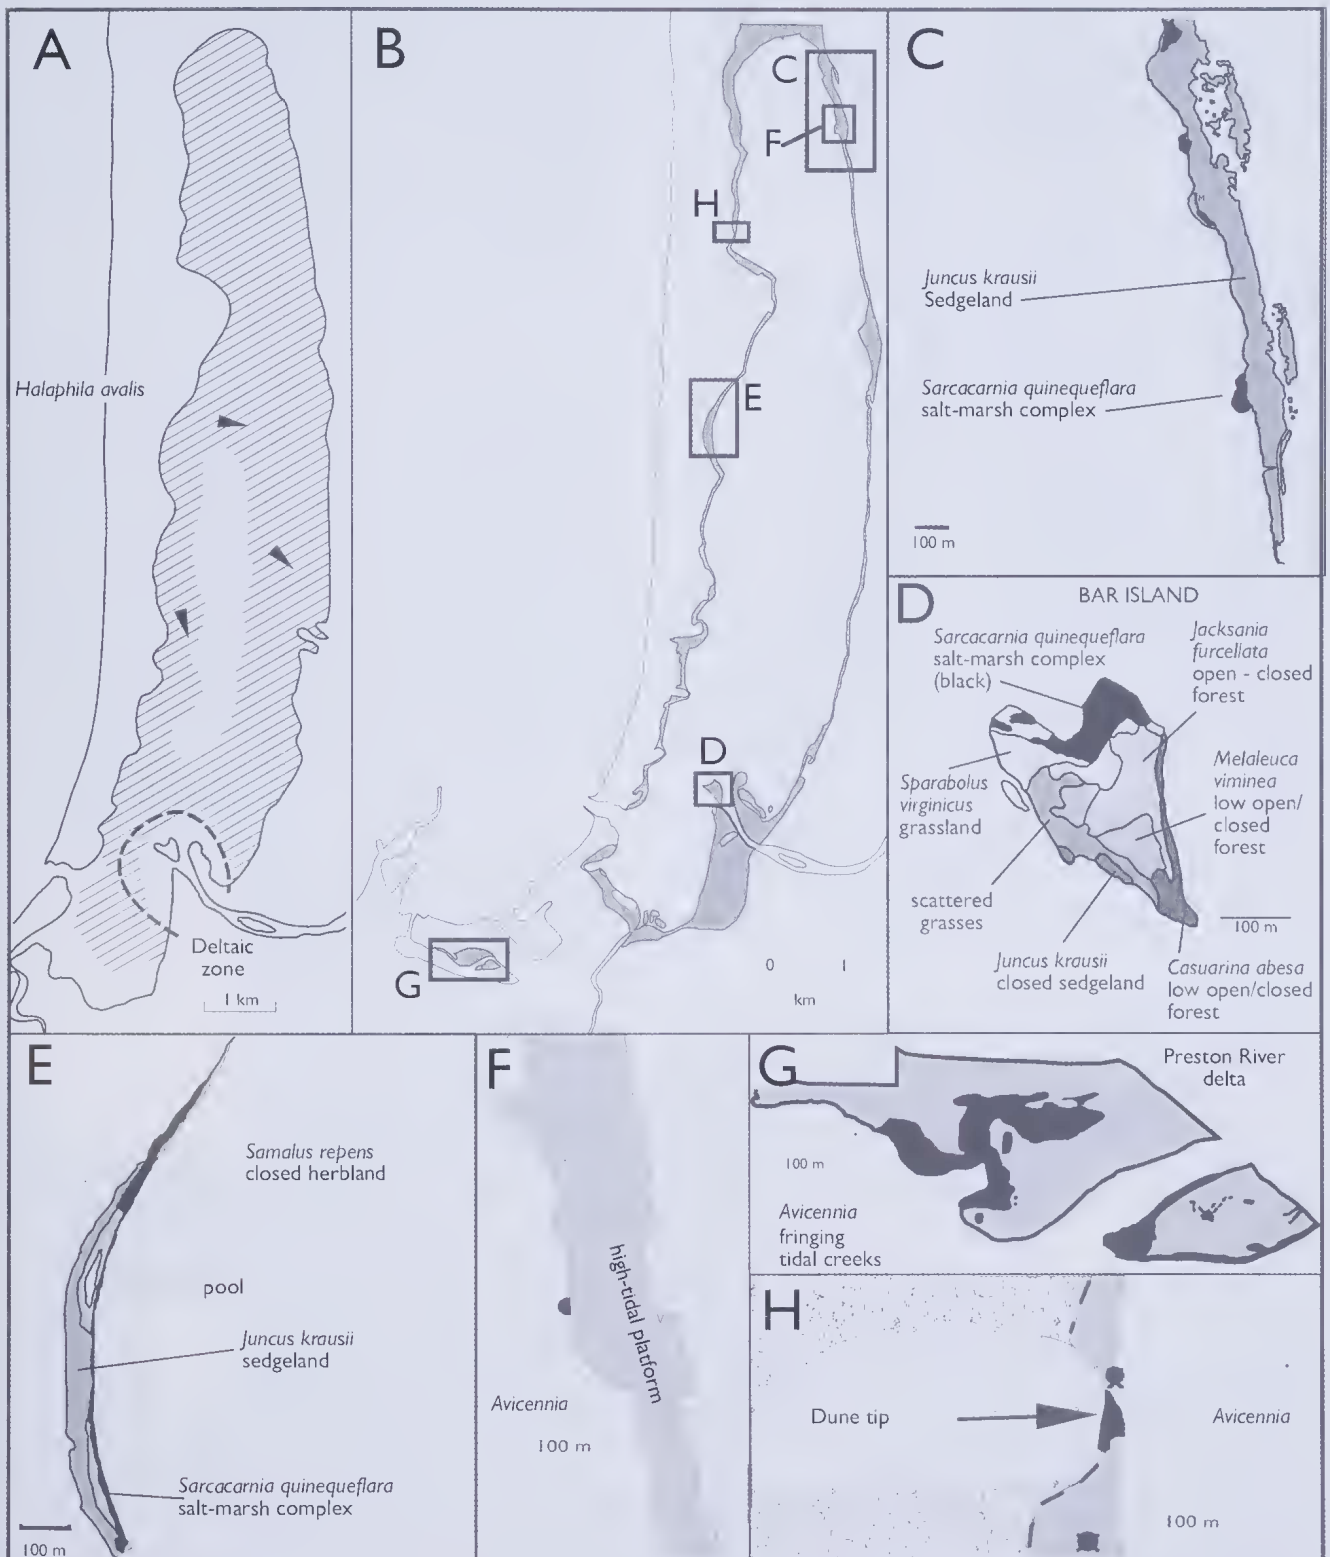 A
Halaphila avalis
Deltaic
zone
1 km
B
C
F
H
E
D
G
0 1
km
C
Juncus krausii
Sedgeland
Sarcacarnia quinequeflara
salt-marsh complex
100 m
D
BAR ISLAND
Sarcacarnia quinequeflara
salt-marsh complex
(black)
Jacksania
furcellata
open - closed
forest
Melaleuca
viminea
low open/
closed
forest
Sparabolus
virginicus
grassland
scattered
grasses
100 m
Juncus krausii
closed sedgeland
Casuarina abesa
low open/closed
forest
E
Samalus repens
closed herbland
pool
Juncus krausii
sedgeland
Sarcacarnia quinequeflara
salt-marsh complex
100 m
F
high-tidal platform
Avicennia
100 m
G
Preston River
delta
100 m
Avicennia
fringing
tidal creeks
H
Dune tip
Avicennia
100 m